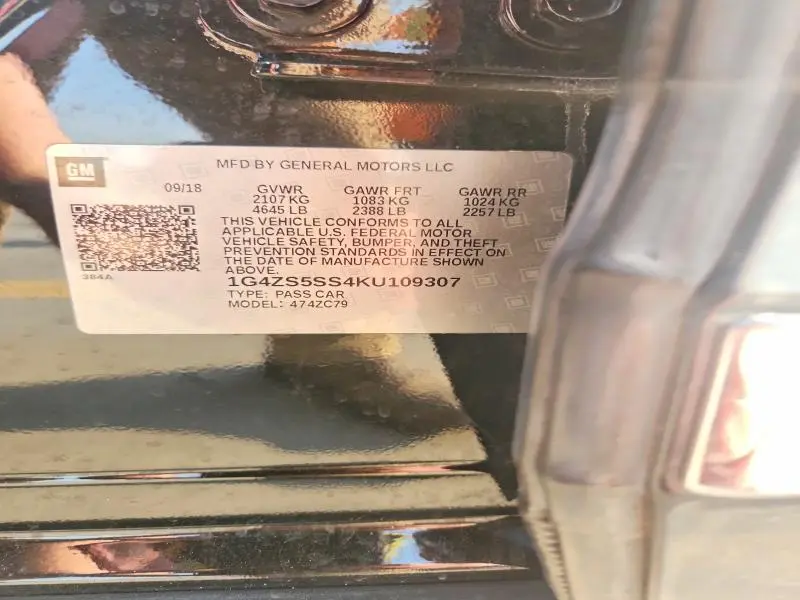 GM
MFD BY GENERAL MOTORS LLC
09/18 GVWR GAWR FRT GAWR RR
2107 KG 1083 KG 1024 KG
4645 LB 2388 LB 2257 LB
THIS VEHICLE CONFORMS TO ALL
APPLICABLE U.S. FEDERAL MOTOR
VEHICLE SAFETY, BUMPER, AND THEFT
PREVENTION STANDARDS IN EFFECT ON
THE DATE OF MANUFACTURE SHOWN
ABOVE.
384A
1G4ZS5SS4KU109307
TYPE: PASS CAR
MODEL: 474ZC79